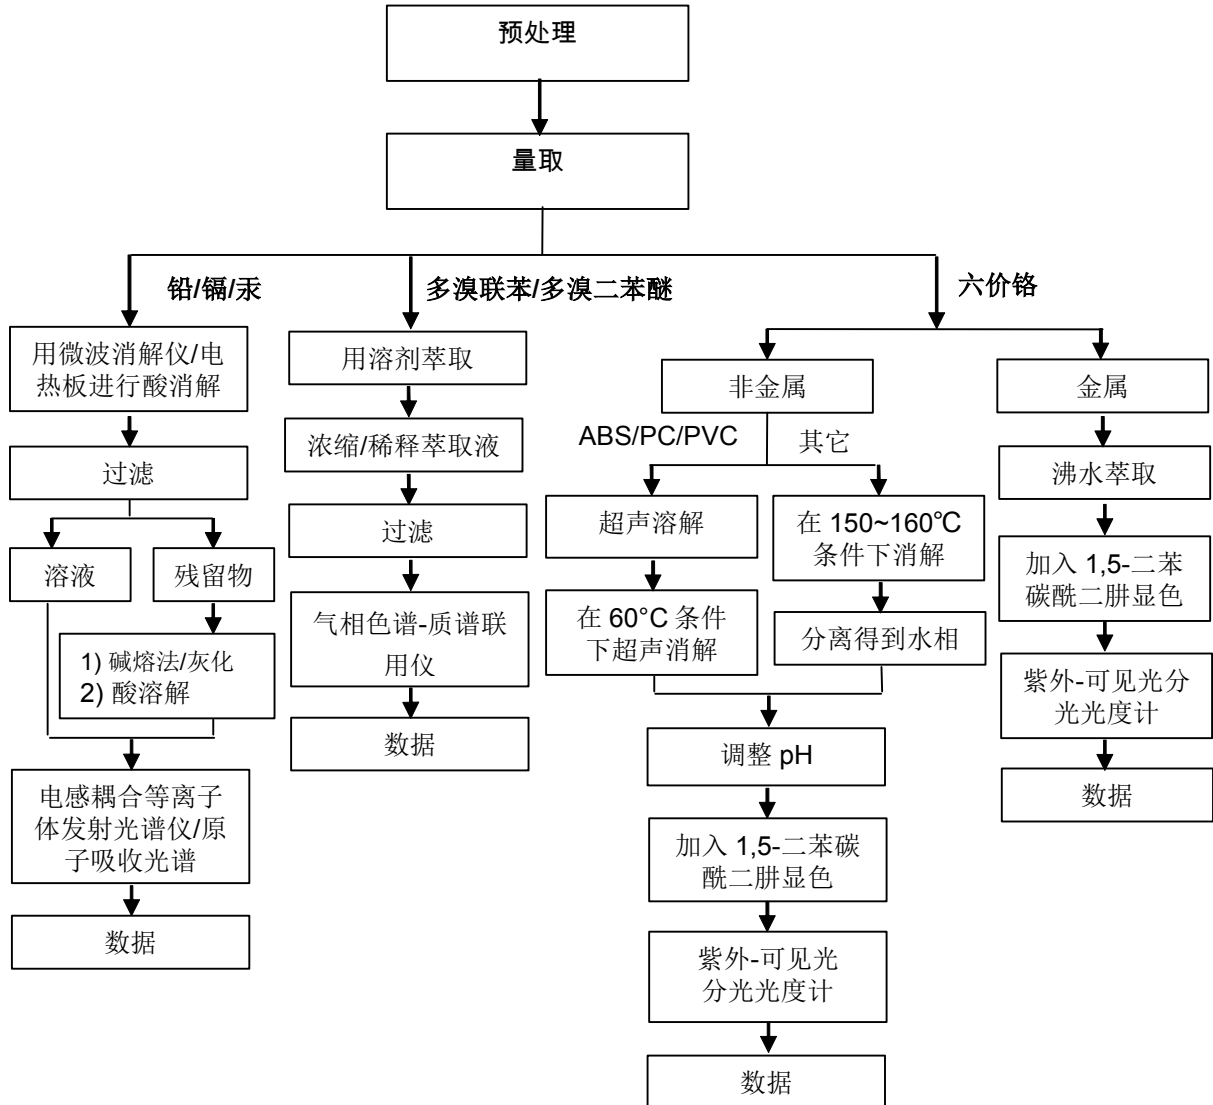 预处理
量取
铅/镉/汞
多溴联苯/多溴二苯醚
六价铬
用微波消解仪/电
热板进行酸消解
过滤
溶液
残留物
1) 碱熔法/灰化
2) 酸溶解
电感耦合等离子
体发射光谱仪/原
子吸收光谱
数据
用溶剂萃取
浓缩/稀释萃取液
过滤
气相色谱-质谱联
用仪
数据
非金属
ABS/PC/PVC
其它
超声溶解
在 60°C 条件
下超声消解
在 150~160℃
条件下消解
分离得到水相
调整 pH
加入 1,5-二苯碳
酰二肼显色
紫外-可见光
分光光度计
数据
金属
沸水萃取
加入 1,5-二苯
碳酰二肼显色
紫外-可见光分
光光度计
数据